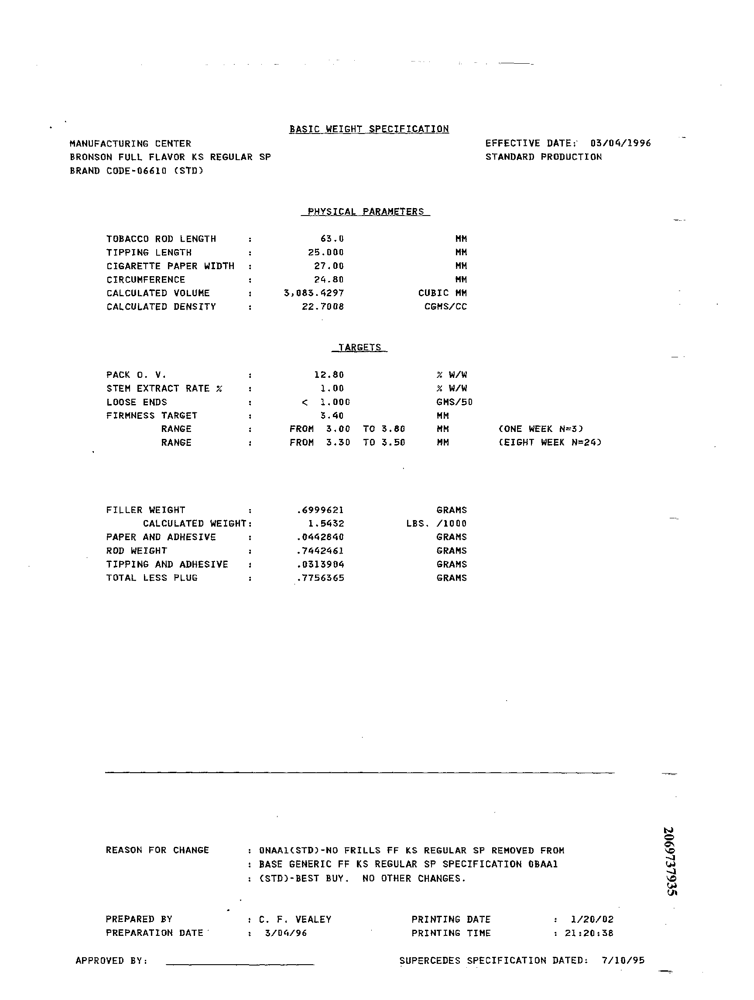 BASIC WEIGHT SPECIFICATION
MANUFACTURING CENTER EFFECTIVE DATE: 03/04/1996
BRONSON FULL FLAVOR KS REGULAR SP STANDARD PRODUCTION
BRAND CODE-06610 (STD)
PHYSICAL PARAMETERS
TOBACCO ROD LENGTH : 63.0 MM
TIPPING LENGTH : 25.000 MM
CIGARETTE PAPER WIDTH : 27.00 MM
CIRCUMFERENCE : 24.80 MM
CALCULATED VOLUME : 3,083.4297 CUBIC MM
CALCULATED DENSITY : 22.7008 CGMS/CC
TARGETS
PACK O. V. : 12.80 % W/W
STEM EXTRACT RATE % : 1.00 % W/W
LOOSE ENDS : < 1.000 GMS/50
FIRMNESS TARGET : 3.40 MM
RANGE : FROM 3.00 TO 3.80 MM (ONE WEEK N=3)
RANGE : FROM 3.30 TO 3.50 MM (EIGHT WEEK N=24)
FILLER WEIGHT : .6999621 GRAMS
CALCULATED WEIGHT: 1.5432 LBS. /1000
PAPER AND ADHESIVE : .0442840 GRAMS
ROD WEIGHT : .7442461 GRAMS
TIPPING AND ADHESIVE : .0313904 GRAMS
TOTAL LESS PLUG : .7756365 GRAMS
REASON FOR CHANGE : 0NAA1(STD)-NO FRILLS FF KS REGULAR SP REMOVED FROM
: BASE GENERIC FF KS REGULAR SP SPECIFICATION 0BAA1
: (STD)-BEST BUY. NO OTHER CHANGES.
PREPARED BY : C. F. VEALEY PRINTING DATE : 1/20/02
PREPARATION DATE : 3/04/96 PRINTING TIME : 21:20:38
APPROVED BY: SUPERCEDES SPECIFICATION DATED: 7/10/95
2069737935